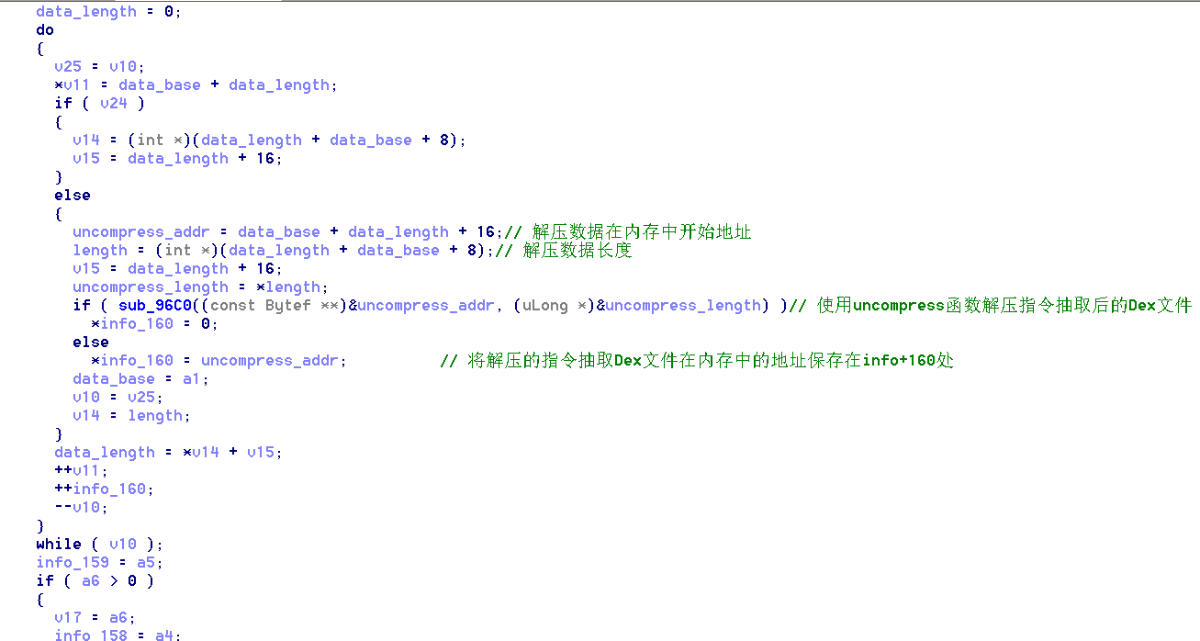 data_length = 0;
do
{
v25 = v10;
*v11 = data_base + data_length;
if ( v24 )
{
v14 = (int *)(data_length + data_base + 8);
v15 = data_length + 16;
}
else
{
uncompress_addr = data_base + data_length + 16;// 解压数据在内存中开始地址
length = (int *)(data_length + data_base + 8);// 解压数据长度
v15 = data_length + 16;
uncompress_length = *length;
if ( sub_96C0((const Bytef **)&uncompress_addr, (uLong *)&uncompress_length) )// 使用uncompress函数解压指令抽取后的Dex文件
*info_160 = 0;
else
*info_160 = uncompress_addr; // 将解压的指令抽取Dex文件在内存中的地址保存在info+160处
data_base = a1;
v10 = v25;
v14 = length;
}
data_length = *v14 + v15;
++v11;
++info_160;
--v10;
}
while ( v10 );
info_159 = a5;
if ( a6 > 0 )
{
v17 = a6;
info_158 = a4;